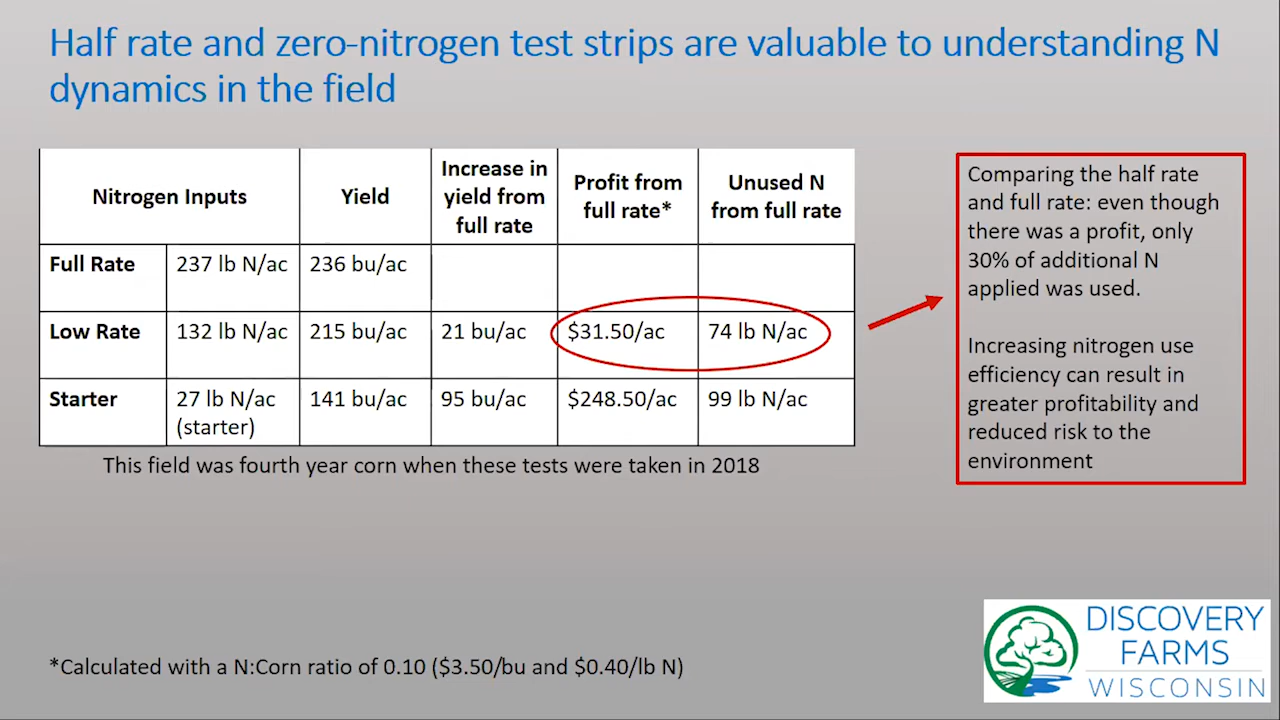 Half rate and zero-nitrogen test strips are valuable to understanding N
dynamics in the field
Nitrogen Inputs
Yield
Increase in
yield from
full rate
Profit from
full rate*
Unused N
from full rate
Full Rate
237 lb N/ac
236 bu/ac
Low Rate
132 lb N/ac
215 bu/ac
21 bu/ac
$31.50/ac
74 lb N/ac
Starter
27 lb N/ac
(starter)
141 bu/ac
95 bu/ac
$248.50/ac
99 lb N/ac
This field was fourth year corn when these tests were taken in 2018
Comparing the half rate
and full rate: even though
there was a profit, only
30% of additional N
applied was used.
Increasing nitrogen use
efficiency can result in
greater profitability and
reduced risk to the
environment
*Calculated with a N:Corn ratio of 0.10 ($3.50/bu and $0.40/lb N)
DISCOVERY
FARMS
WISCONSIN